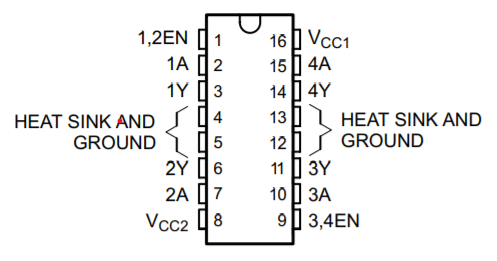 1,2EN 1 16 VCC1
1A 2 15 4A
1Y 3 14 4Y
HEAT SINK AND 4 13 HEAT SINK AND
GROUND 5 12 GROUND
2Y 6 11 3Y
2A 7 10 3A
VCC2 8 9 3,4EN